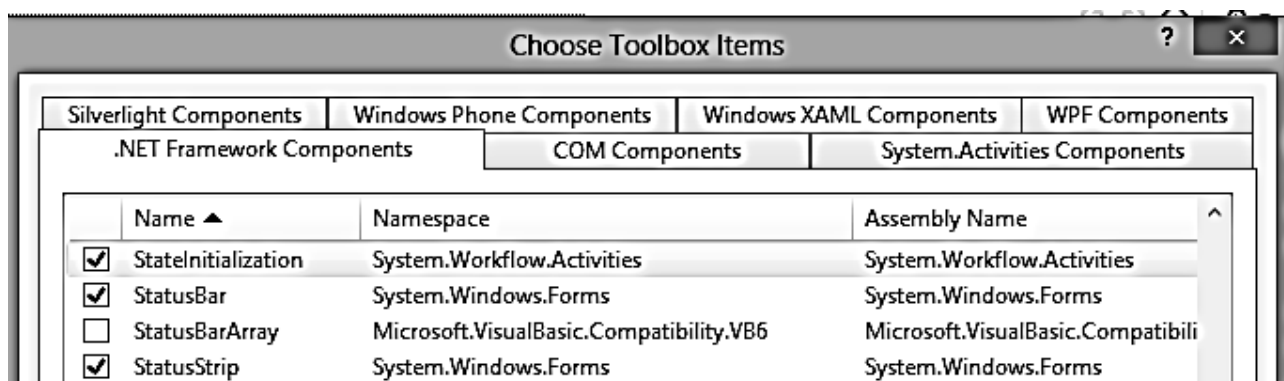 Choose Toolbox Items ? ×
Silverlight Components Windows Phone Components Windows XAML Components WPF Components
.NET Framework Components COM Components System.Activities Components
Name Namespace Assembly Name
StateInitialization System.Workflow.Activities System.Workflow.Activities
StatusBar System.Windows.Forms System.Windows.Forms
StatusBarArray Microsoft.VisualBasic.Compatibility.VB6 Microsoft.VisualBasic.Compatibili
StatusStrip System.Windows.Forms System.Windows.Forms